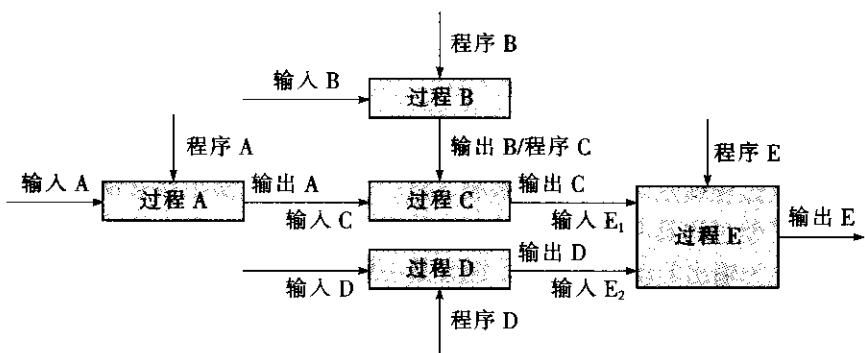 程序 B
输入 B
过程 B
程序 A
输出 B/程序 C
程序 E
输入 A
过程 A
输出 A
输入 C
过程 C
输出 C
输入 E₁
过程 E
输出 E
输入 D
过程 D
输出 D
输入 E₂
程序 D